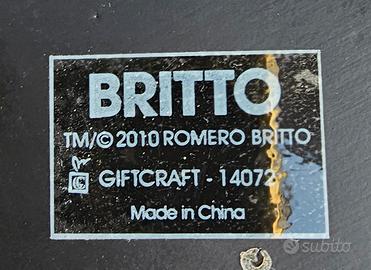 BRITTO
TM/© 2010 ROMERO BRITTO
GIFTCRAFT - 14072
Made in China
subito